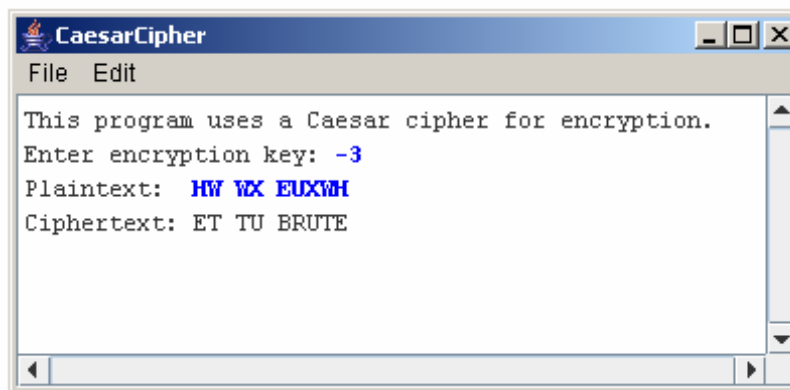 CaesarCipher
File Edit
This program uses a Caesar cipher for encryption.
Enter encryption key: -3
Plaintext: HW WX EUXWH
Ciphertext: ET TU BRUTE